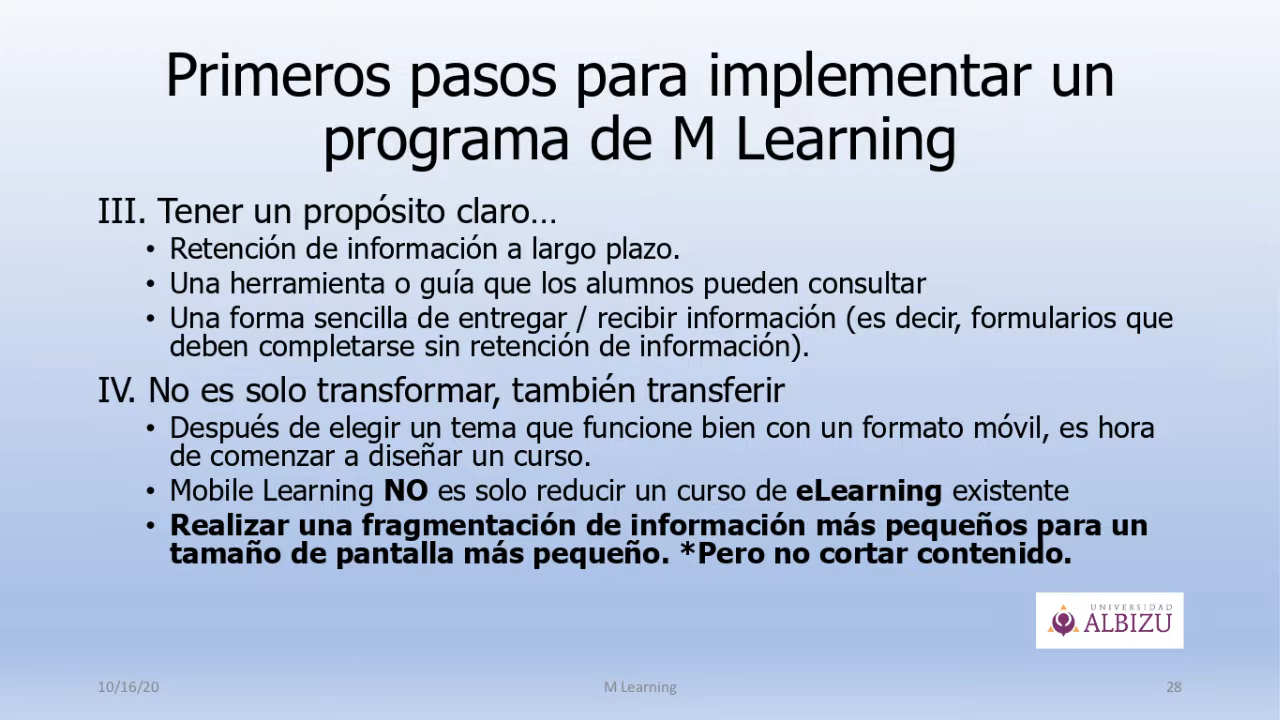 Primeros pasos para implementar un
programa de M Learning
III. Tener un propósito claro…
• Retención de información a largo plazo.
• Una herramienta o guía que los alumnos pueden consultar
• Una forma sencilla de entregar / recibir información (es decir, formularios que
deben completarse sin retención de información).
IV. No es solo transformar, también transferir
• Después de elegir un tema que funcione bien con un formato móvil, es hora
de comenzar a diseñar un curso.
• Mobile Learning NO es solo reducir un curso de eLearning existente
• Realizar una fragmentación de información más pequeños para un
tamaño de pantalla más pequeño. *Pero no cortar contenido.
UNIVERSIDAD
ALBIZU
10/16/20
M Learning
28